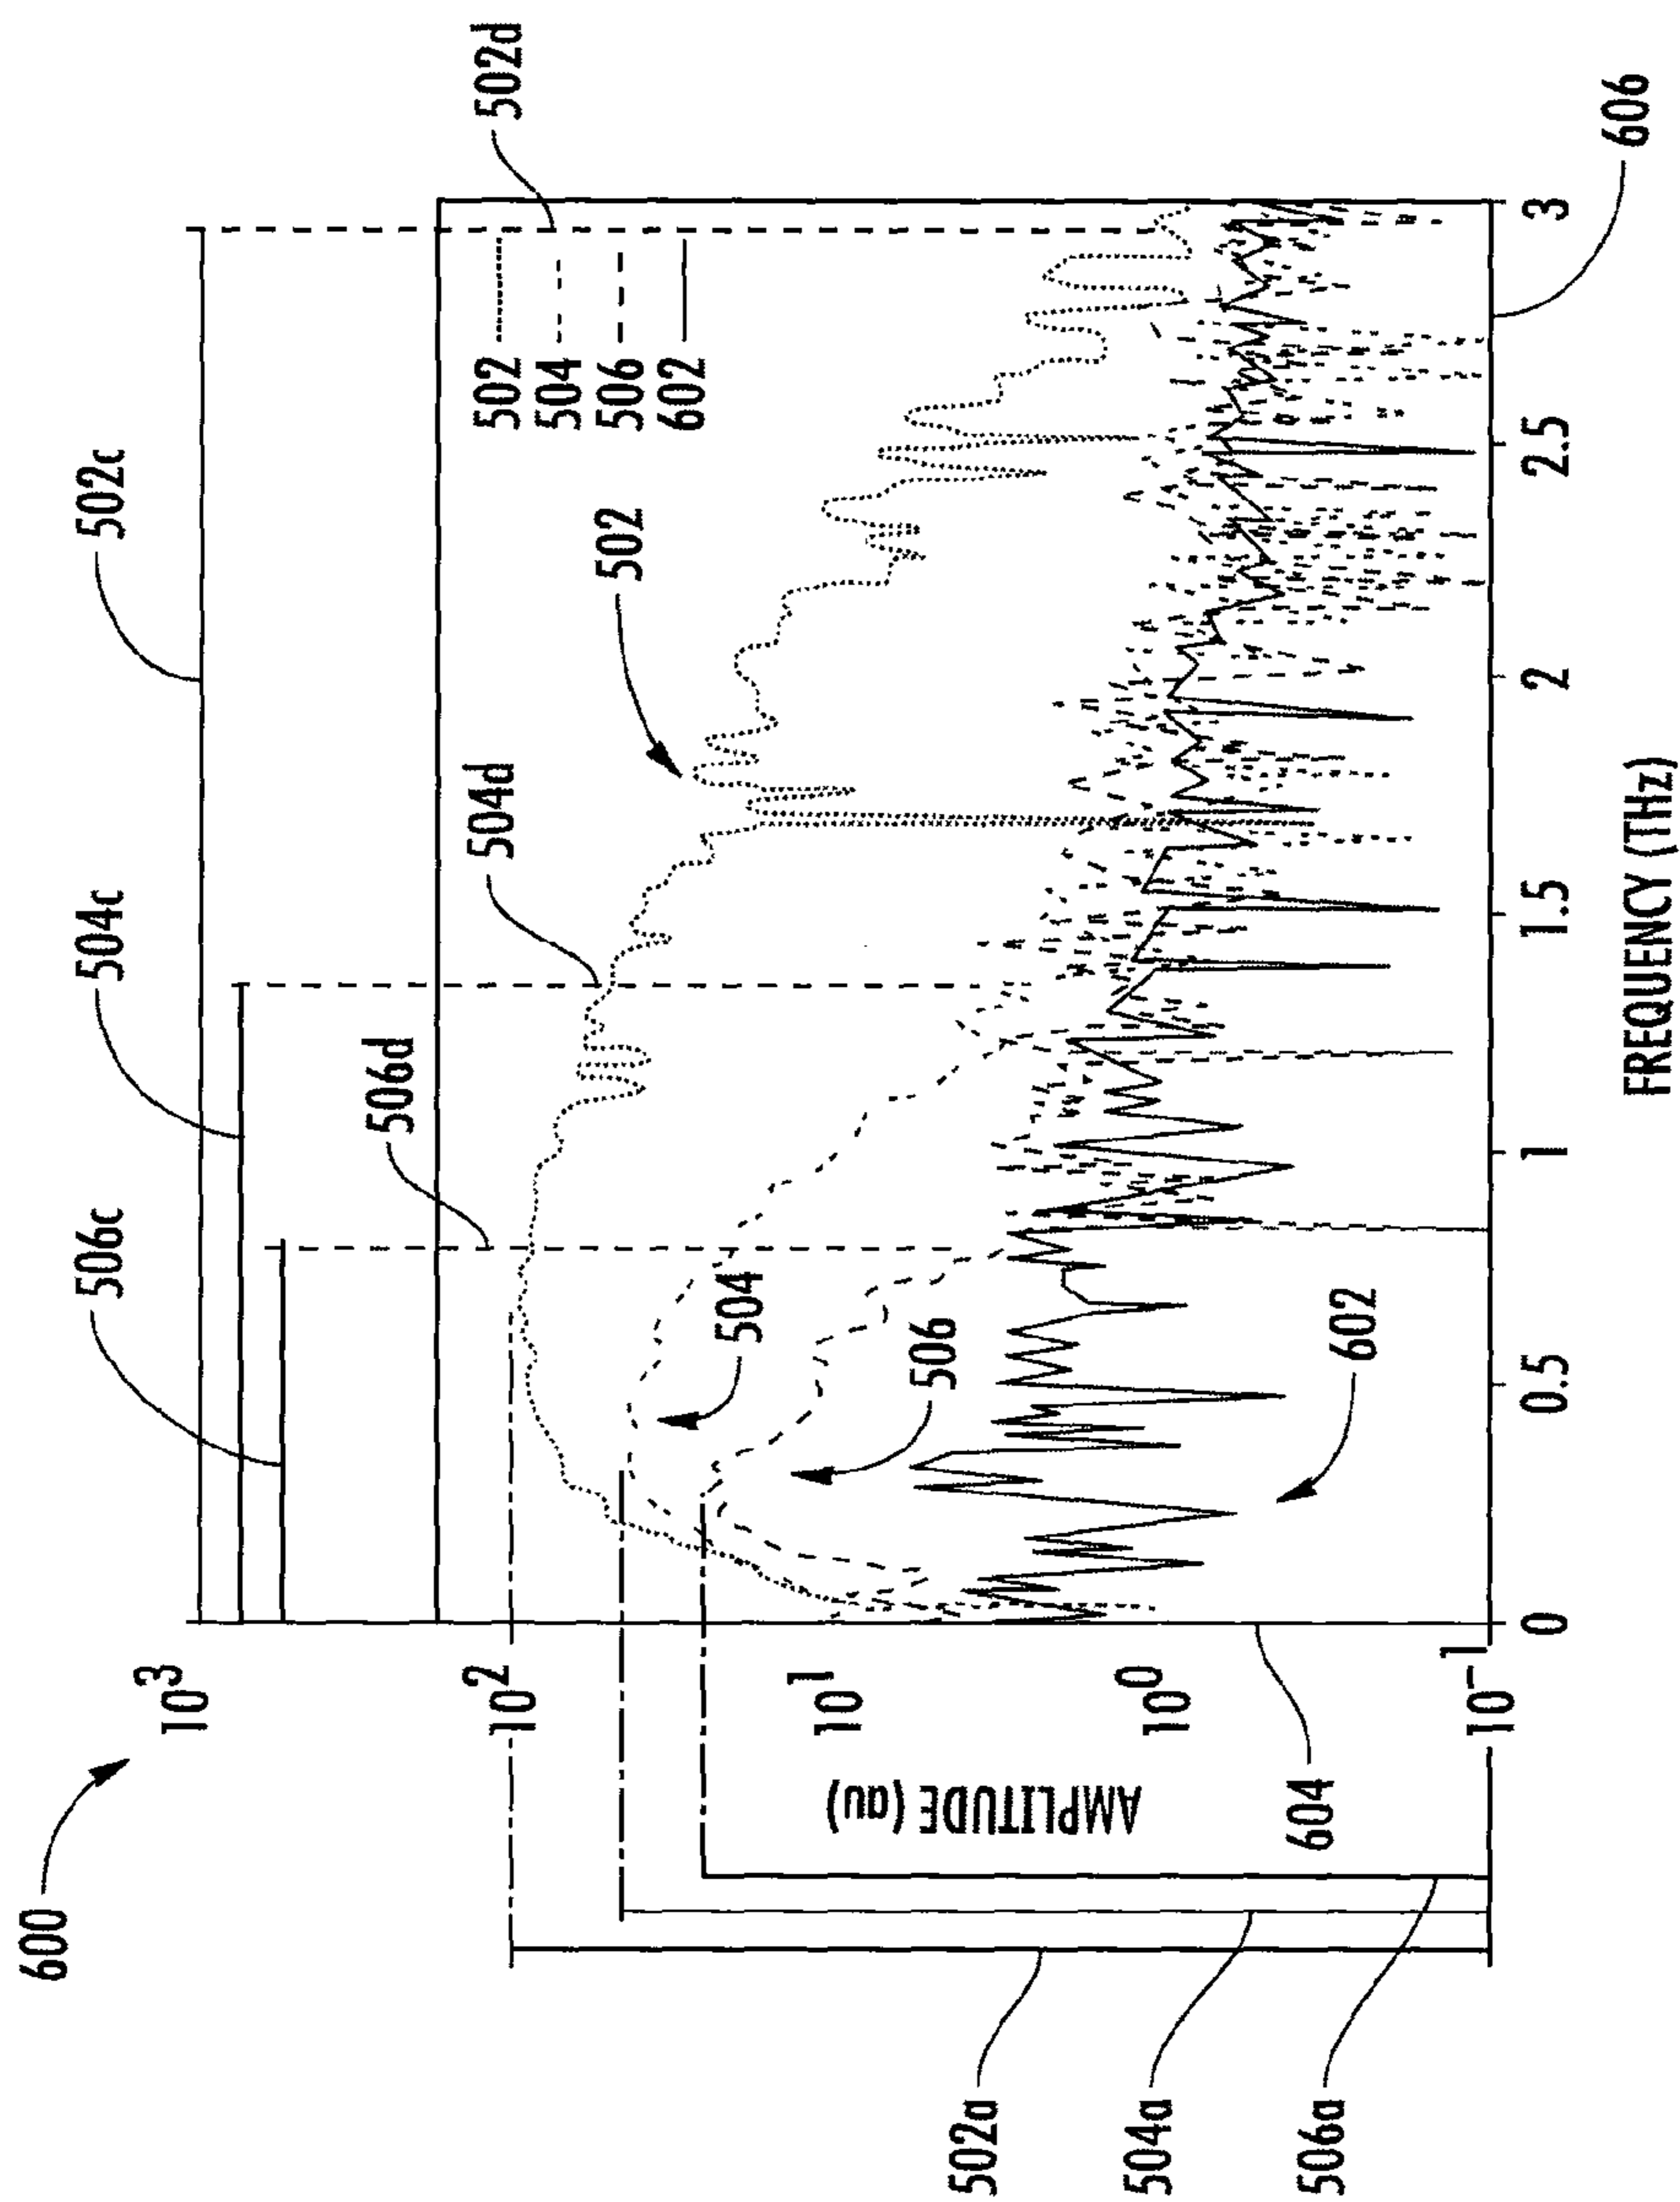 600
502c
504c
506c
502d
504d
506d
10³
10²
10¹
10⁰
10⁻¹
AMPLITUDE (au)
502
504
506
602
502
504
506
602
604
606
502a
504a
506a
0
0.5
1
1.5
2
2.5
3
FREQUENCY (THz)